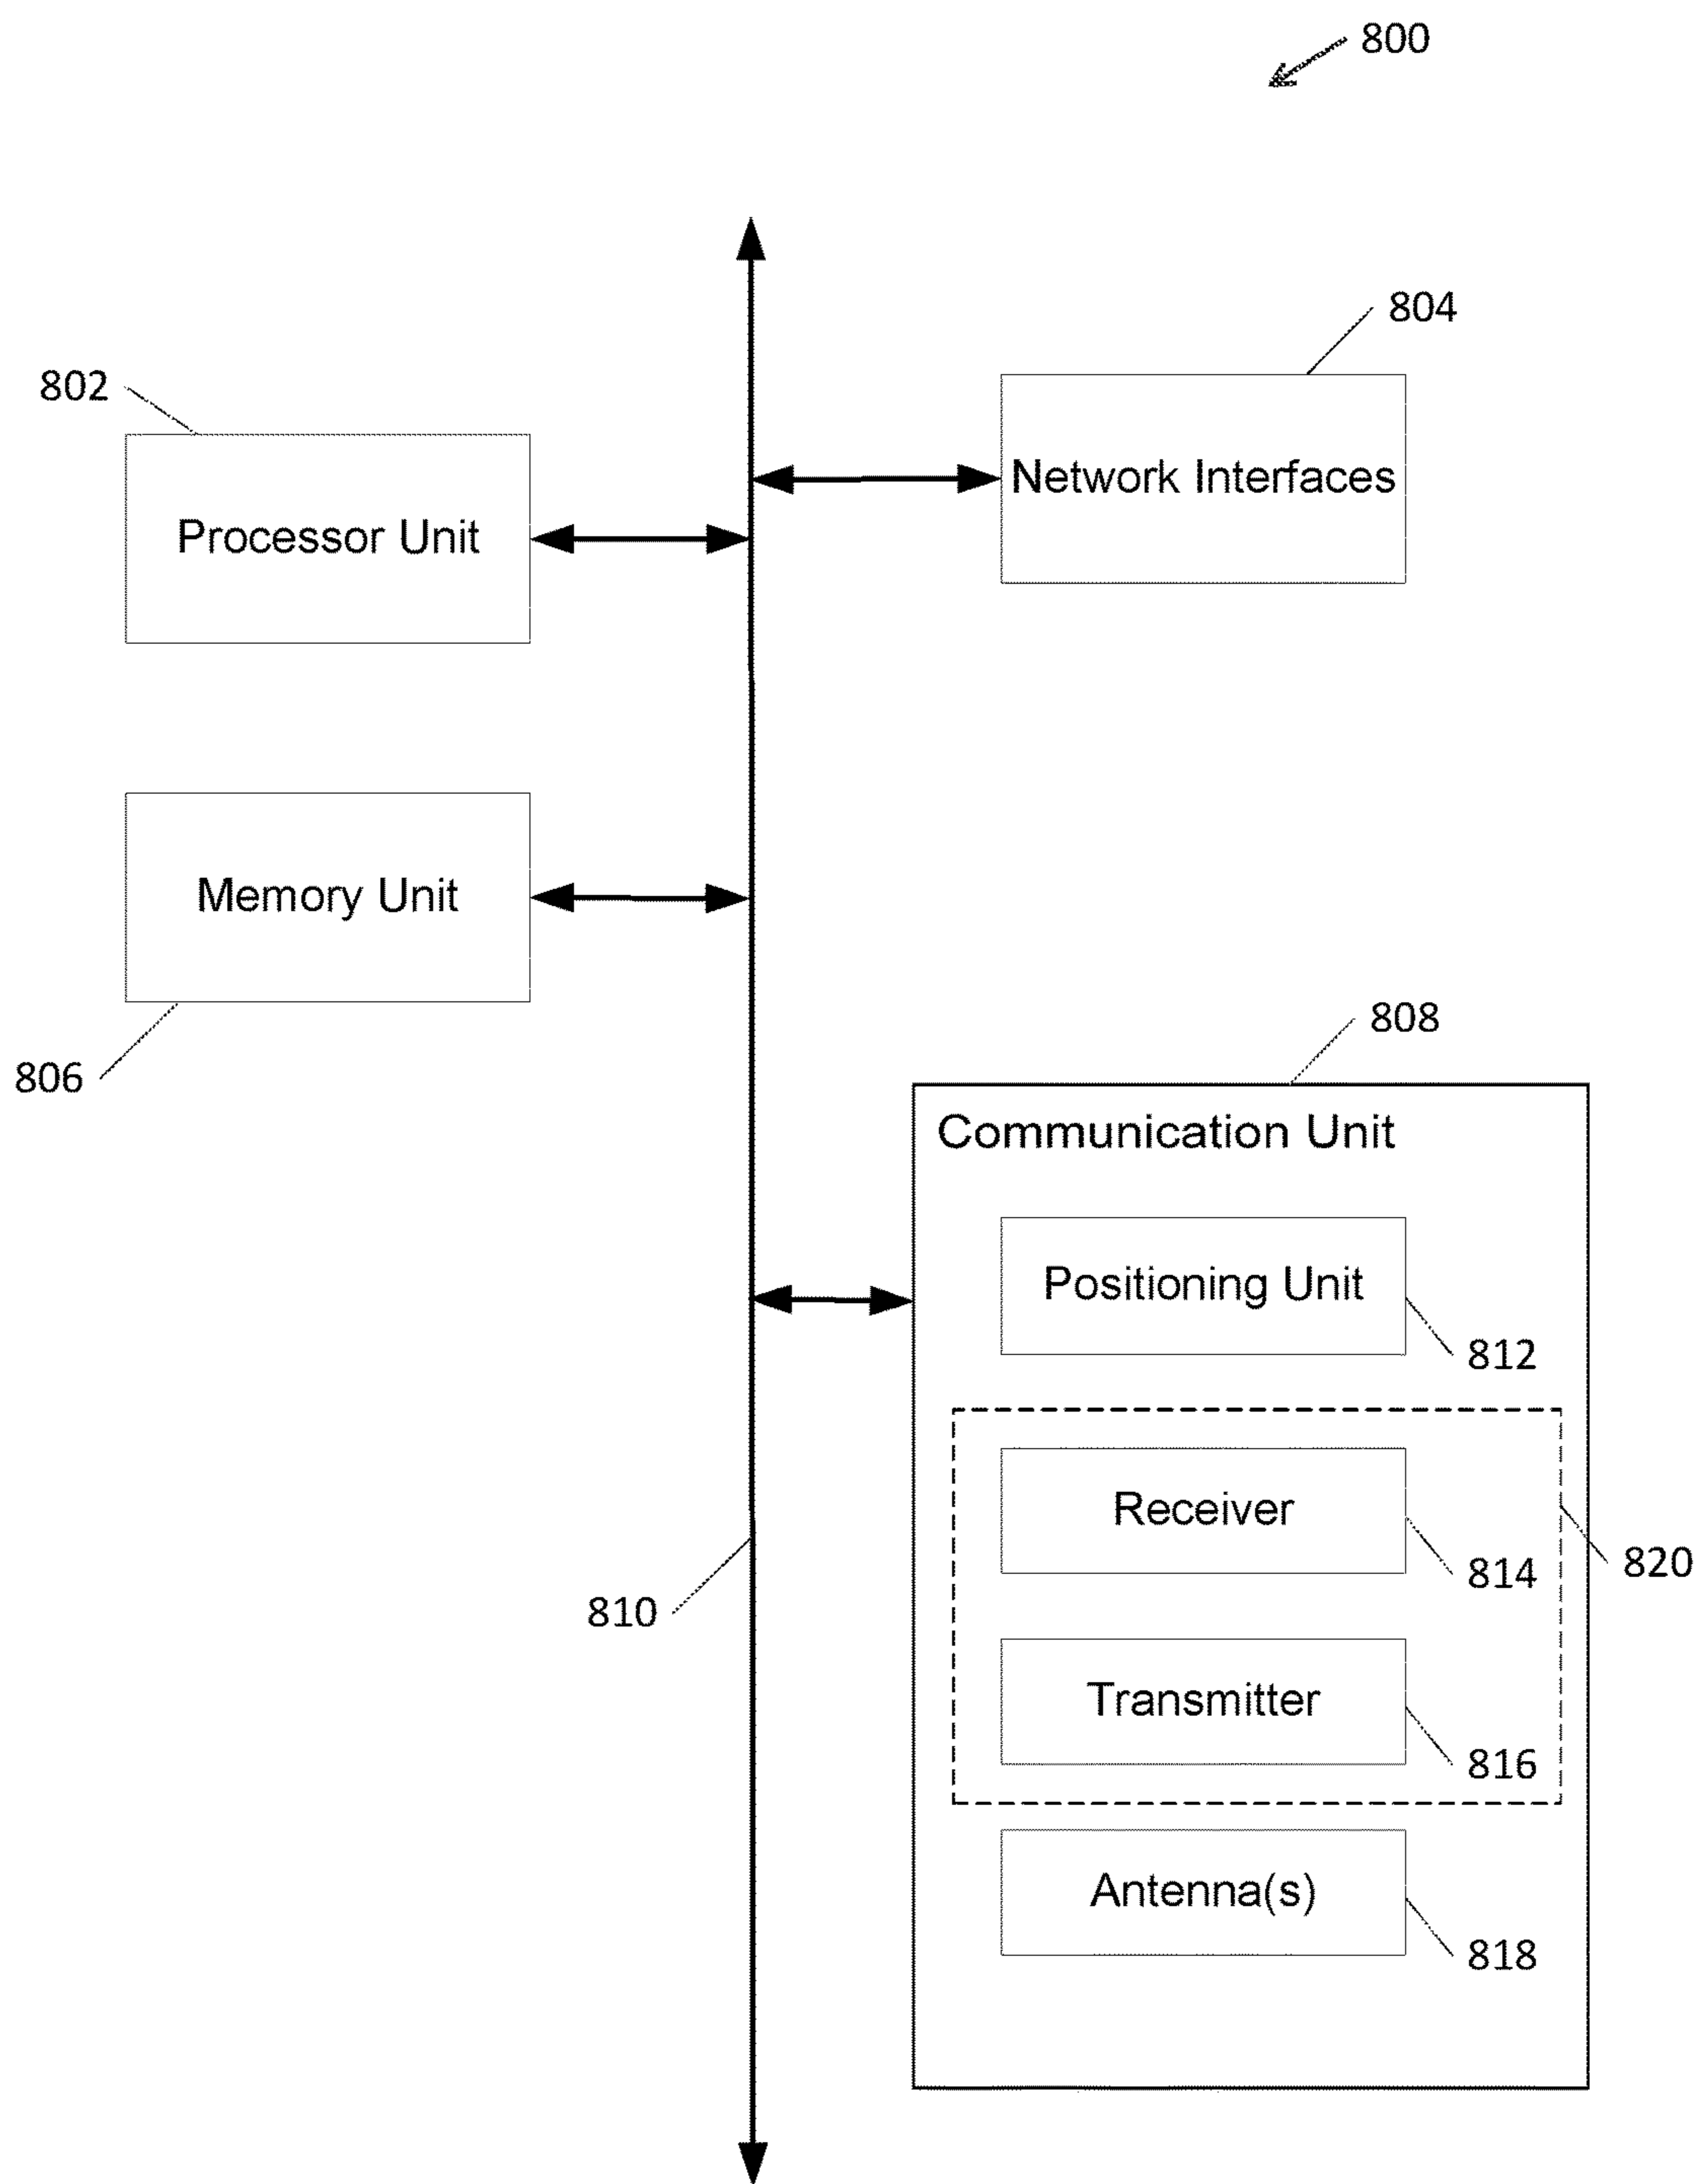 800
804
802
Network Interfaces
Processor Unit
Memory Unit
808
806
Communication Unit
Positioning Unit
812
Receiver
820
814
810
Transmitter
816
Antenna(s)
818